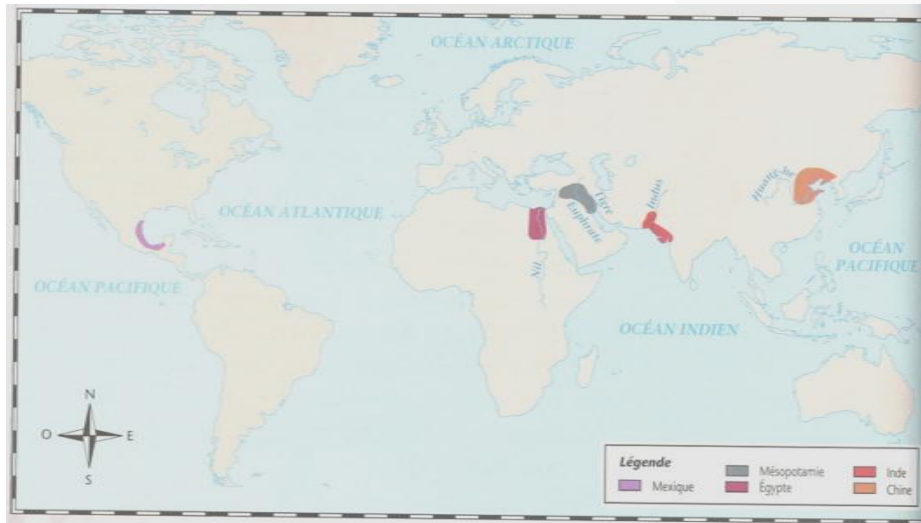 OCÉAN ARCTIQUE
Huang-he
Indus
Tigre
Euphrate
OCÉAN ATLANTIQUE
OCÉAN
PACIFIQUE
Nil
OCÉAN PACIFIQUE
OCÉAN INDIEN
N
O
E
S
Légende
Mexique
Mésopotamie
Égypte
Inde
Chine